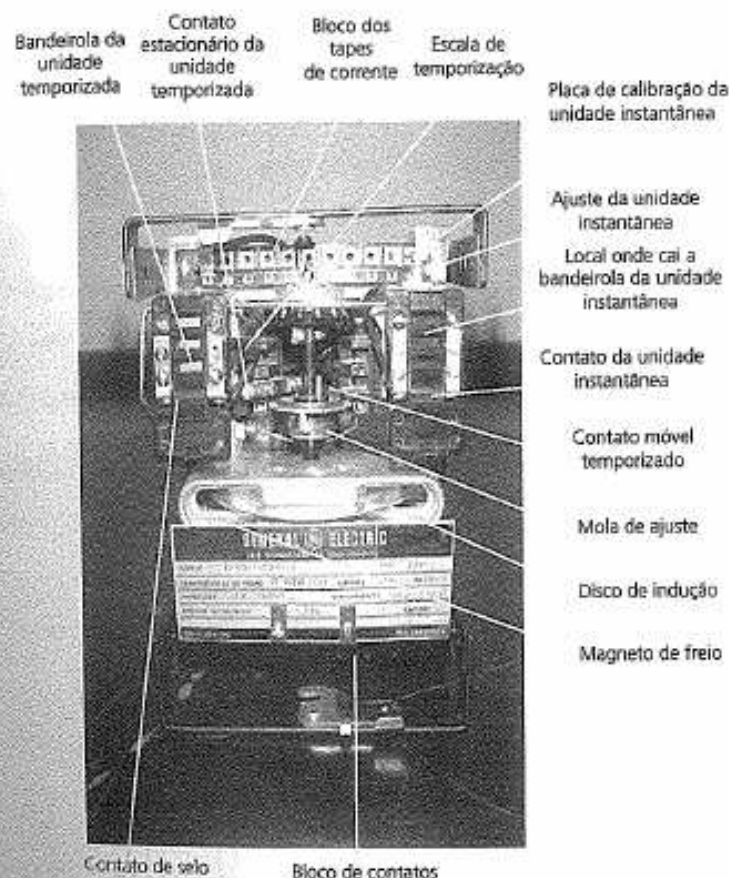 Bandeirola da
unidade
temporizada
Contato
estacionário da
unidade
temporizada
Bloco dos
tapes
de corrente
Escala de
temporização
Placa de calibração da
unidade instantânea
Ajuste da unidade
instantânea
Local onde cai a
bandeirola da unidade
instantânea
Contato da unidade
instantânea
Contato móvel
temporizado
Mola de ajuste
Disco de indução
Magneto de freio
GENERAL ELECTRIC
Contato de selo
Bloco de contatos